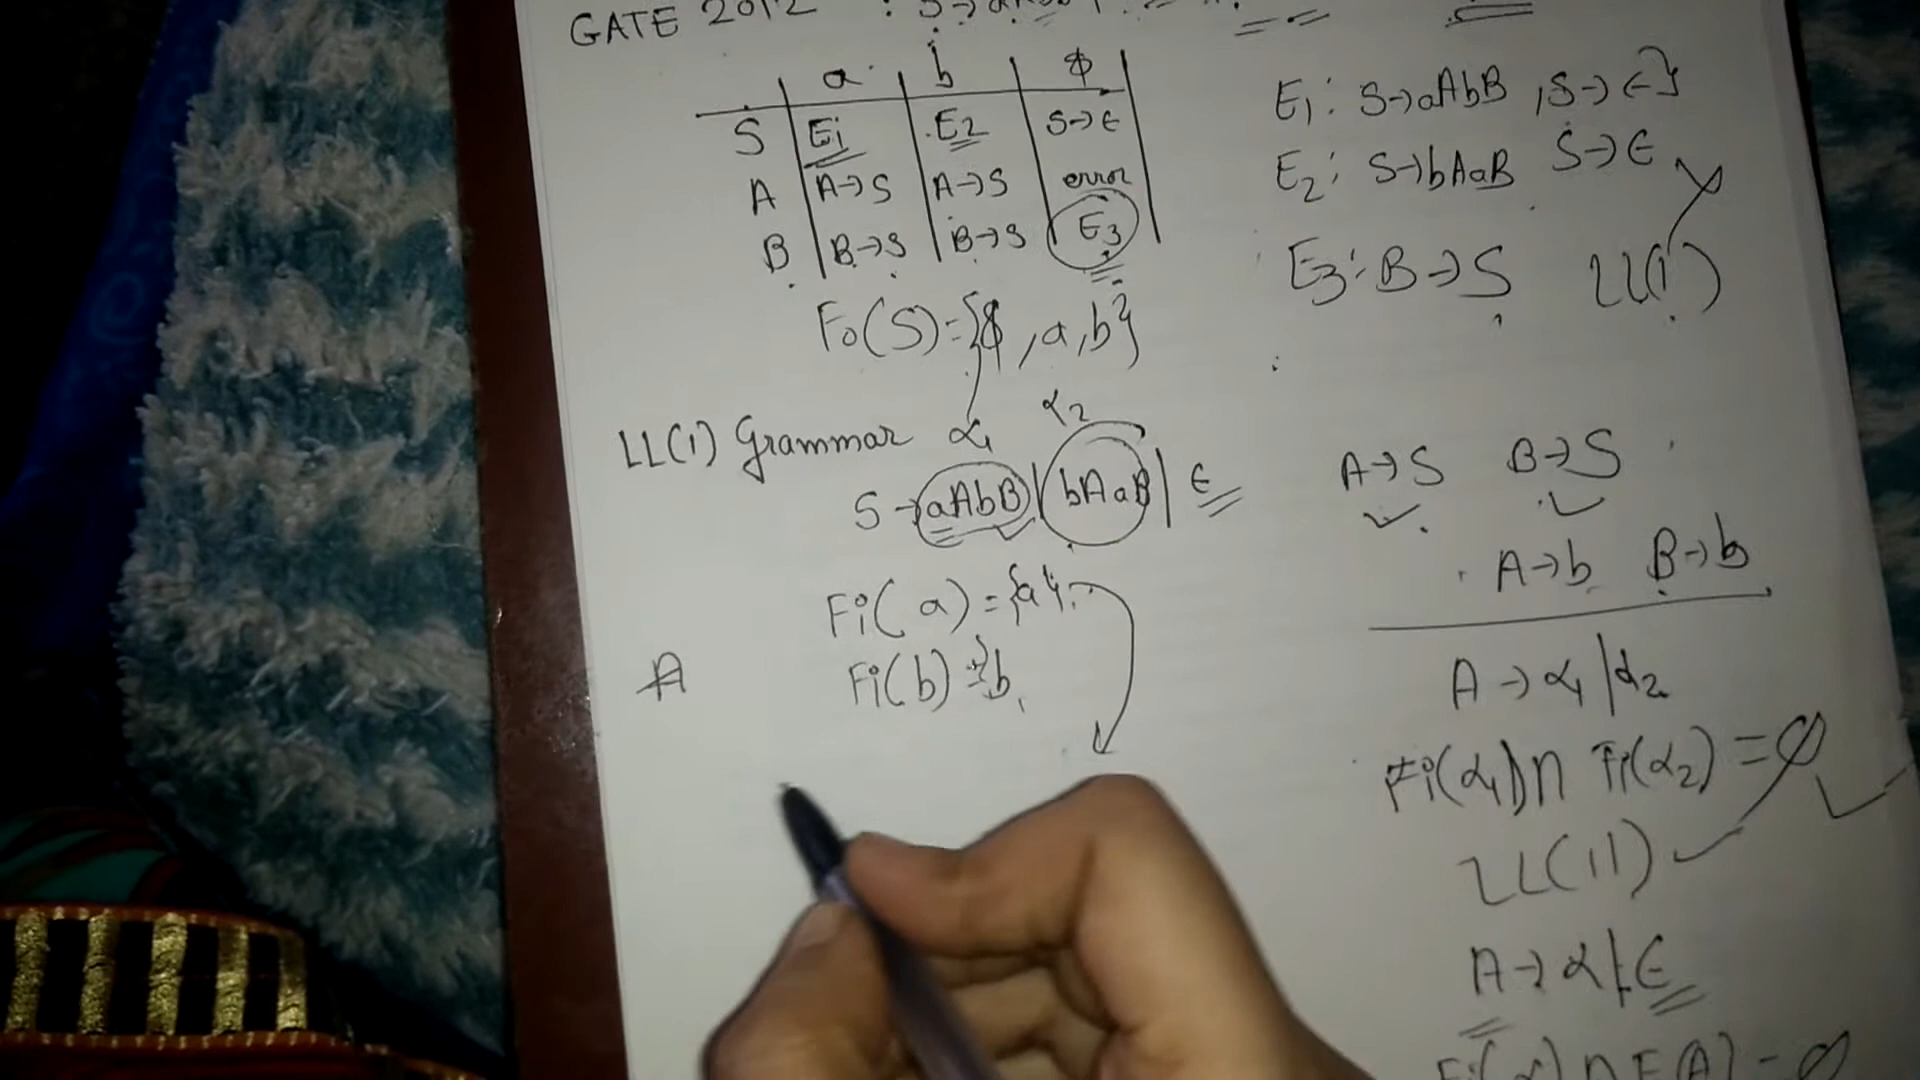 GATE 2012 : S→
a b $
S E1 E2 S→ϵ
A A→S A→S error
B B→S B→S E3
E1: S→aAbB , S→ϵ}
E2: S→bAaB S→ϵ
E3: B→S LL(1)
Fo(S)={$, a, b}
LL(1) Grammar α1 α2
S→aAbB | bAaB | ϵ
A→S B→S
A→b B→b
Fi(a)={a}
Fi(b)={b
A
A→α1|α2
Fi(α1)∩Fi(α2)=φ
LL(1)
A→α|ϵ
Fi(α)∩F(A)=φ